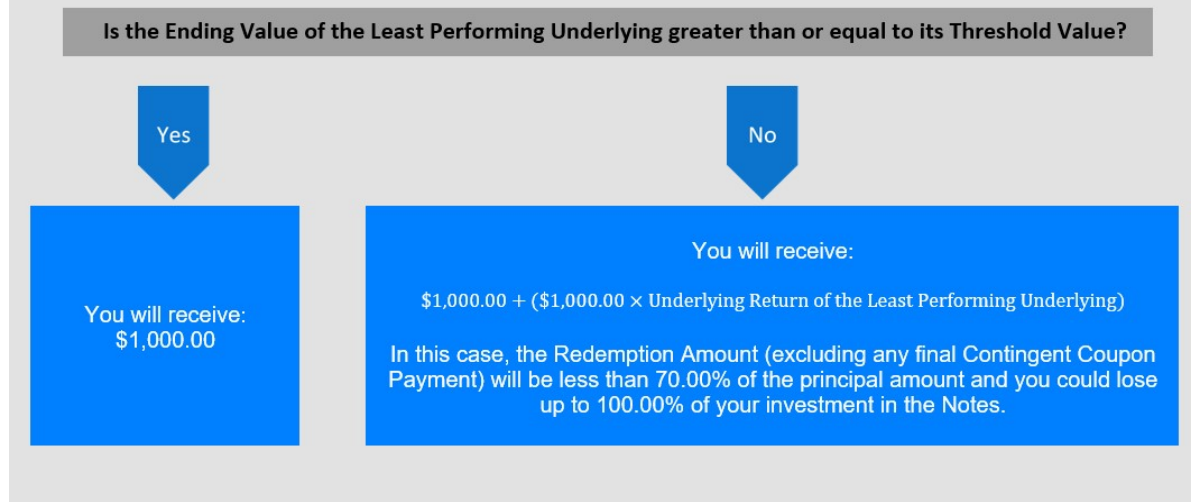 Is the Ending Value of the Least Performing Underlying greater than or equal to its Threshold Value?
Yes
No
You will receive:
$1,000.00
You will receive:
$1,000.00 + ($1,000.00 × Underlying Return of the Least Performing Underlying)
In this case, the Redemption Amount (excluding any final Contingent Coupon
Payment) will be less than 70.00% of the principal amount and you could lose
up to 100.00% of your investment in the Notes.